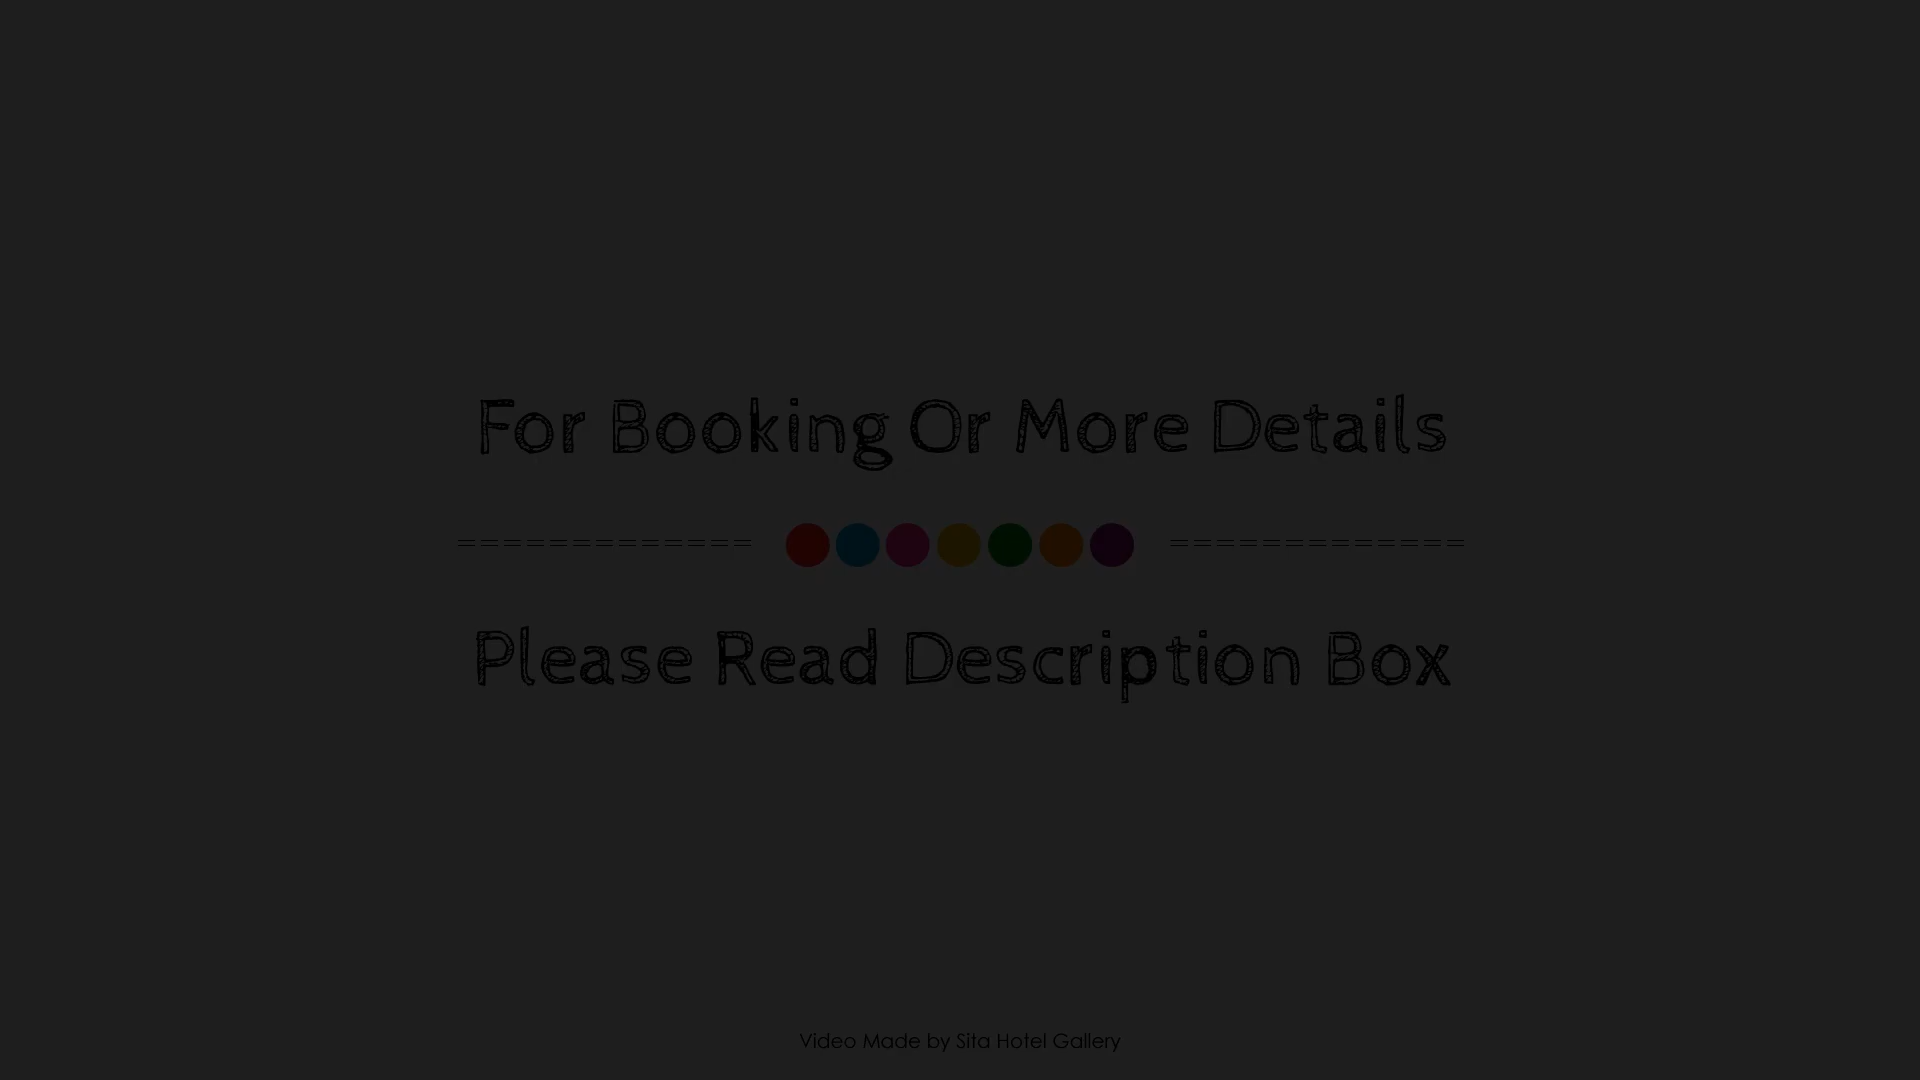 For Booking Or More Details
============= =============
Please Read Description Box
Video Made by Sita Hotel Gallery